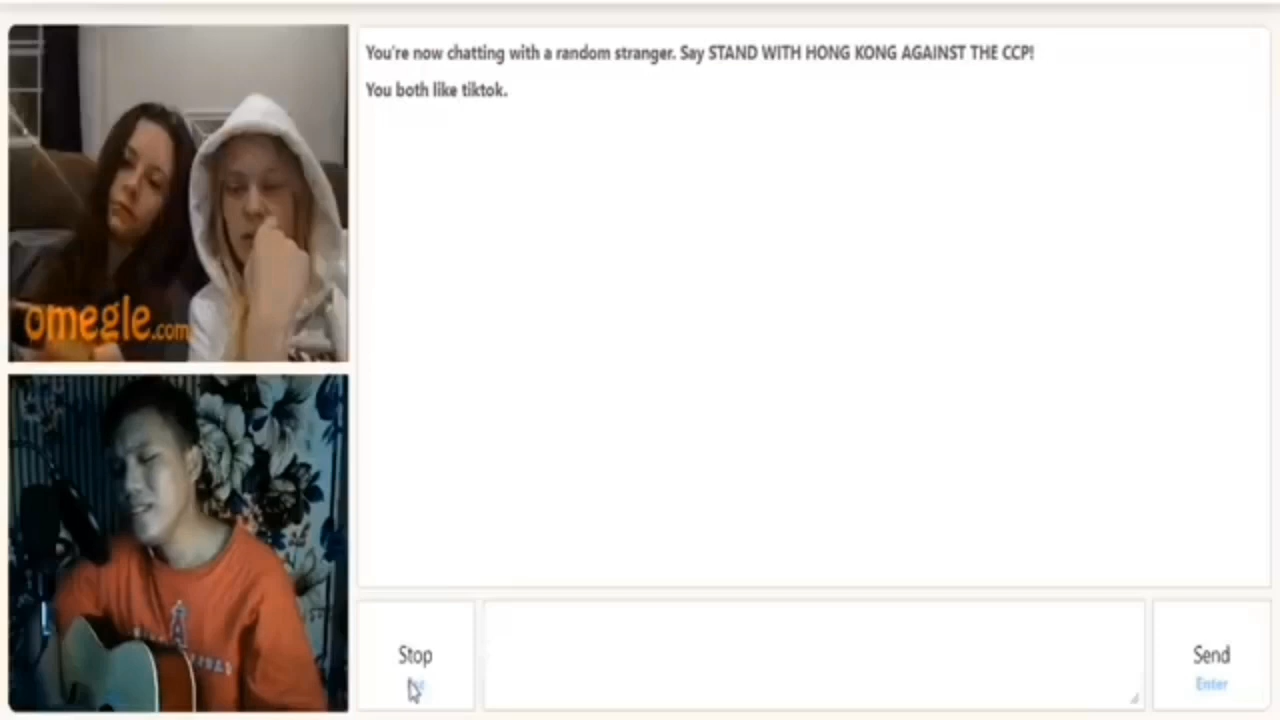 You're now chatting with a random stranger. Say STAND WITH HONG KONG AGAINST THE CCP!
You both like tiktok.
omegle.com
A
Stop
Send
Enter